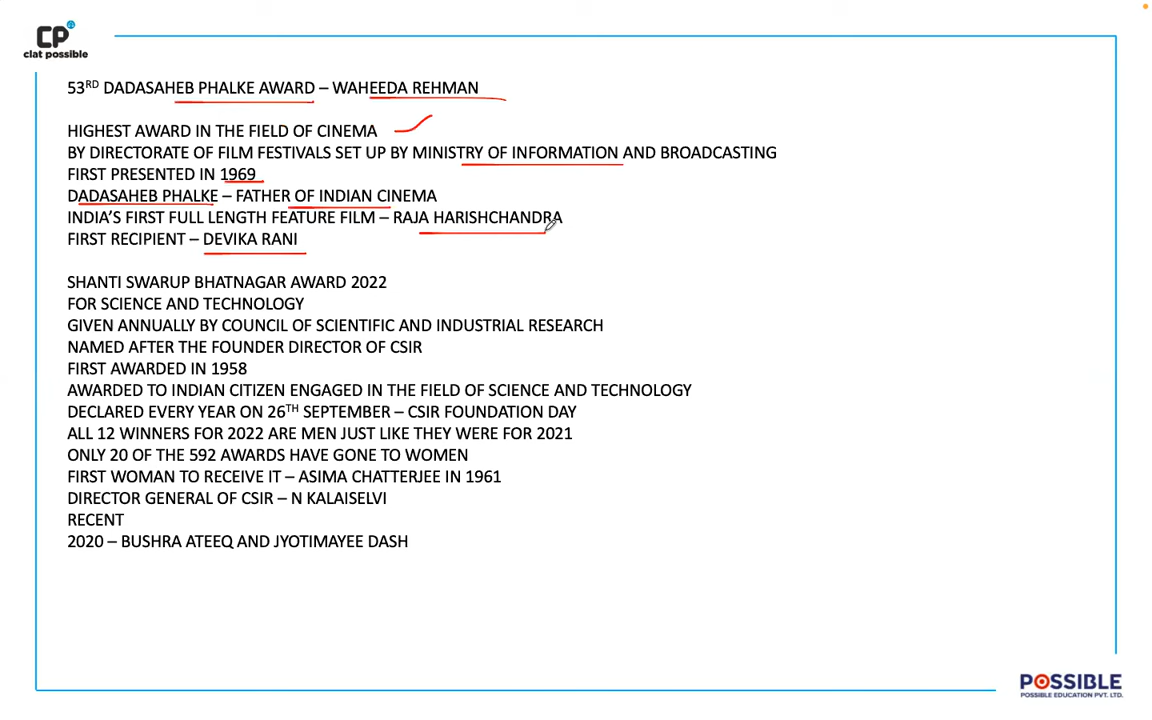 CP
clat possible
53RD DADASAHEB PHALKE AWARD – WAHEEDA REHMAN
HIGHEST AWARD IN THE FIELD OF CINEMA
BY DIRECTORATE OF FILM FESTIVALS SET UP BY MINISTRY OF INFORMATION AND BROADCASTING
FIRST PRESENTED IN 1969
DADASAHEB PHALKE – FATHER OF INDIAN CINEMA
INDIA'S FIRST FULL LENGTH FEATURE FILM – RAJA HARISHCHANDRA
FIRST RECIPIENT – DEVIKA RANI
SHANTI SWARUP BHATNAGAR AWARD 2022
FOR SCIENCE AND TECHNOLOGY
GIVEN ANNUALLY BY COUNCIL OF SCIENTIFIC AND INDUSTRIAL RESEARCH
NAMED AFTER THE FOUNDER DIRECTOR OF CSIR
FIRST AWARDED IN 1958
AWARDED TO INDIAN CITIZEN ENGAGED IN THE FIELD OF SCIENCE AND TECHNOLOGY
DECLARED EVERY YEAR ON 26TH SEPTEMBER – CSIR FOUNDATION DAY
ALL 12 WINNERS FOR 2022 ARE MEN JUST LIKE THEY WERE FOR 2021
ONLY 20 OF THE 592 AWARDS HAVE GONE TO WOMEN
FIRST WOMAN TO RECEIVE IT – ASIMA CHATTERJEE IN 1961
DIRECTOR GENERAL OF CSIR – N KALAISELVI
RECENT
2020 – BUSHRA ATEEQ AND JYOTIMAYEE DASH
POSSIBLE
POSSIBLE EDUCATION PVT. LTD.